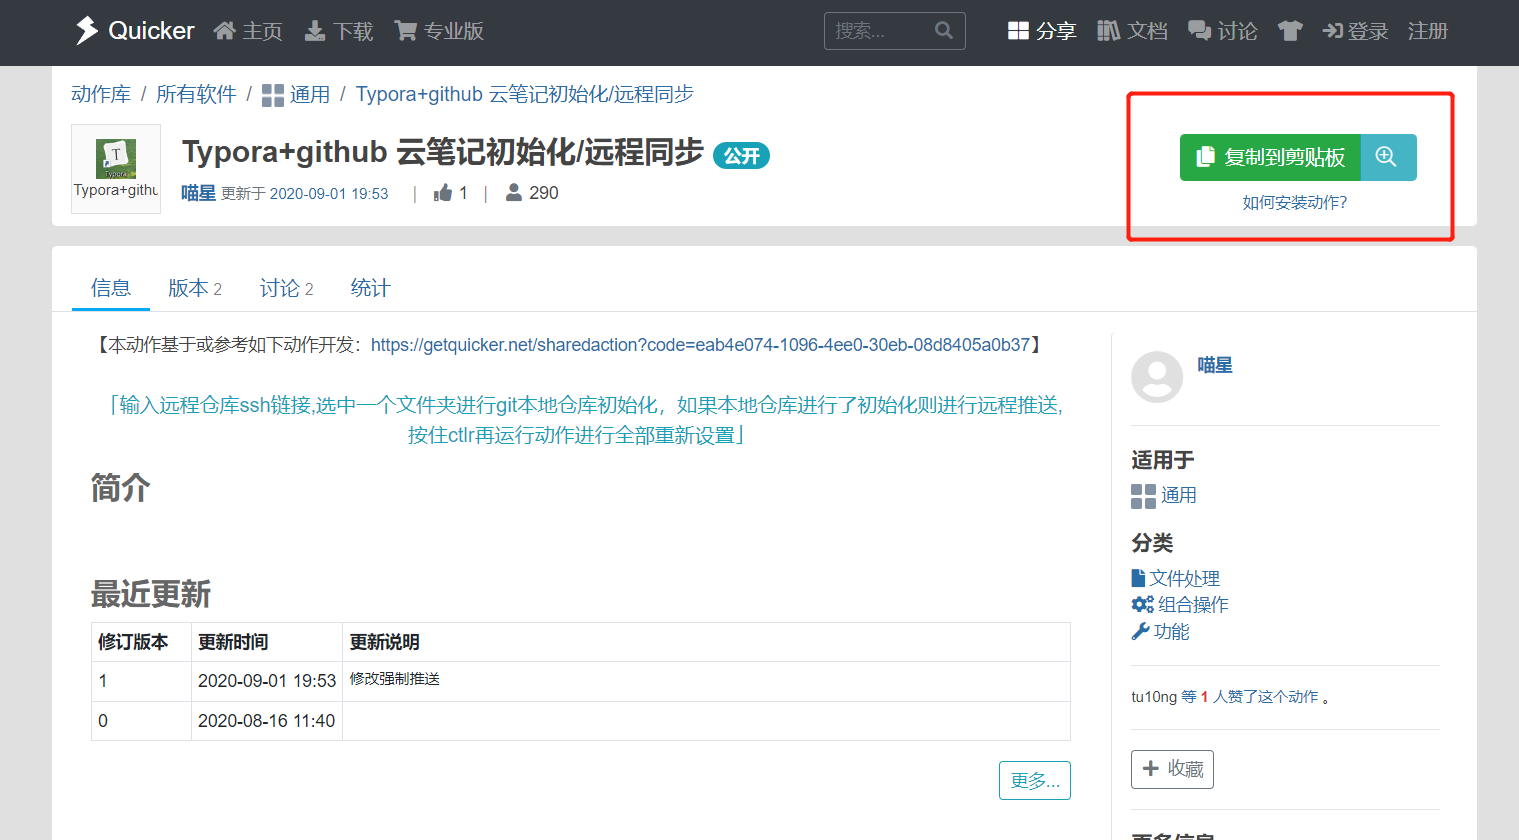 Quicker 主页 下载 专业版 搜索... 分享 文档 讨论 登录 注册
动作库 / 所有软件 / 通用 / Typora+github 云笔记初始化/远程同步
Typora+github 云笔记初始化/远程同步 公开
T
Typora
Typora+githu
喵星 更新于 2020-09-01 19:53 | 1 | 290
复制到剪贴板
如何安装动作?
信息 版本 2 讨论 2 统计
【本动作基于或参考如下动作开发：https://getquicker.net/sharedaction?code=eab4e074-1096-4ee0-30eb-08d8405a0b37】
「输入远程仓库ssh链接,选中一个文件夹进行git本地仓库初始化，如果本地仓库进行了初始化则进行远程推送,
按住ctlr再运行动作进行全部重新设置」
简介
最近更新
修订版本 更新时间 更新说明
1 2020-09-01 19:53 修改强制推送
0 2020-08-16 11:40
更多...
喵星
适用于
通用
分类
文件处理
组合操作
功能
tu10ng 等 1 人赞了这个动作 。
+ 收藏
更多信息